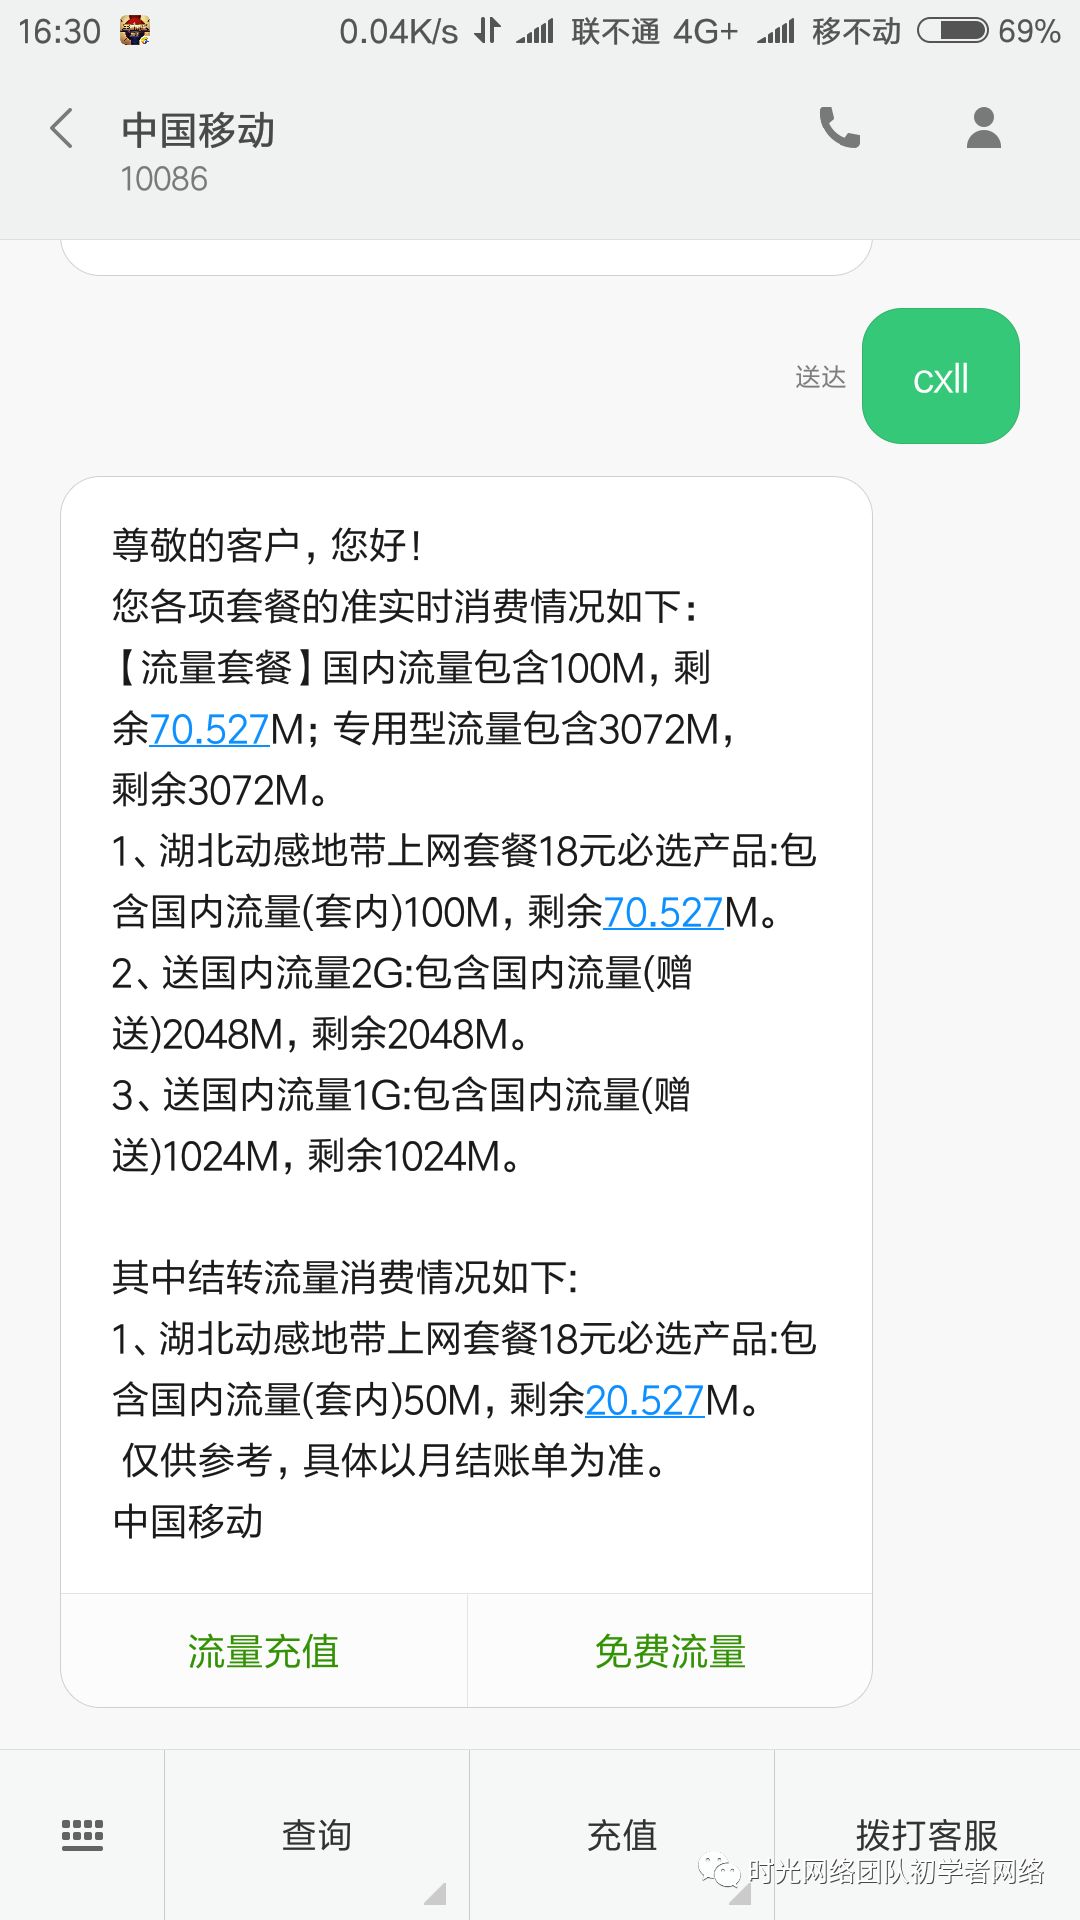 16:30 0.04K/s 联不通 4G+ 移不动 69%
中国移动
10086
送达 cxll
尊敬的客户，您好！
您各项套餐的准实时消费情况如下：
【流量套餐】国内流量包含100M，剩
余70.527M；专用型流量包含3072M，
剩余3072M。
1、湖北动感地带上网套餐18元必选产品:包
含国内流量(套内)100M，剩余70.527M。
2、送国内流量2G:包含国内流量(赠
送)2048M，剩余2048M。
3、送国内流量1G:包含国内流量(赠
送)1024M，剩余1024M。
其中结转流量消费情况如下:
1、湖北动感地带上网套餐18元必选产品:包
含国内流量(套内)50M，剩余20.527M。
仅供参考，具体以月结账单为准。
中国移动
流量充值 免费流量
查询 充值 拨打客服
时光网络团队初学者网络